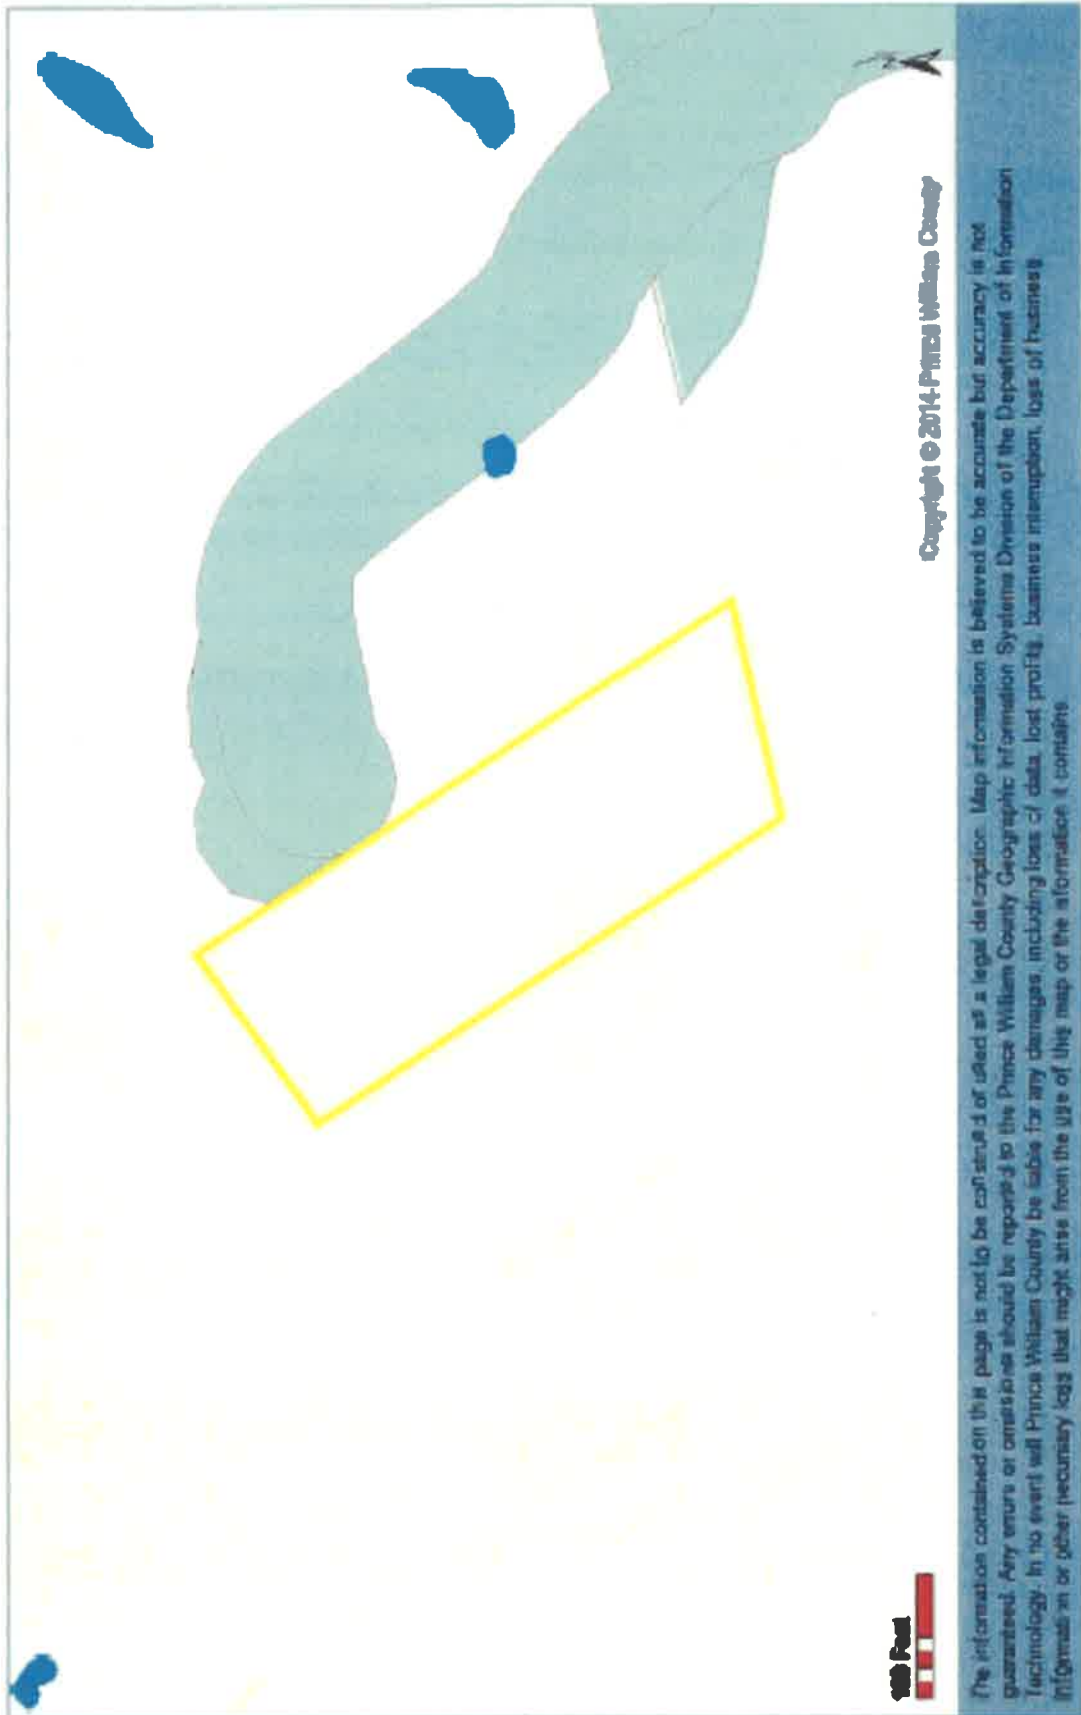 Copyright © 2014 Prince William County
Feet
The information contained on this page is not to be construed or used as a legal description. Map information is believed to be accurate but accuracy is not
guaranteed. Any errors or omissions should be reported to the Prince William County Geographic Information Systems Division of the Department of Information
Technology. In no event will Prince William County be liable for any damages, including loss of data, lost profits, business interruption, loss of business
information or other pecuniary loss that might arise from the use of this map or the information it contains.